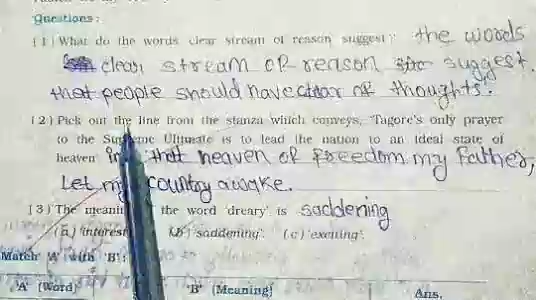 Questions:
(1) What do the words clear stream of reason suggest? the words
clear stream of reason suggest.
that people should have clear of thoughts.
(2) Pick out the line from the stanza which conveys, 'Tagore's only prayer
to the Supreme Ultimate is to lead the nation to an ideal state of
heaven in that heaven of freedom my Father,
Let my country awake.
(3) The meaning the word dreary' is saddening
(a) 'interest (b) 'saddening'. (c) 'exciting'.
Match 'A' with 'B':
'A' (Word) 'B' (Meaning) Ans.